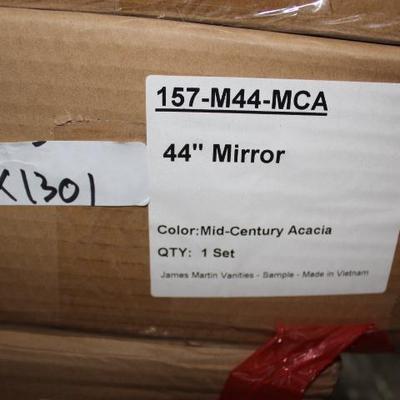 157-M44-MCA
44" Mirror
X1301
Color:Mid-Century Acacia
QTY: 1 Set
James Martin Vanities - Sample - Made in Vietnam